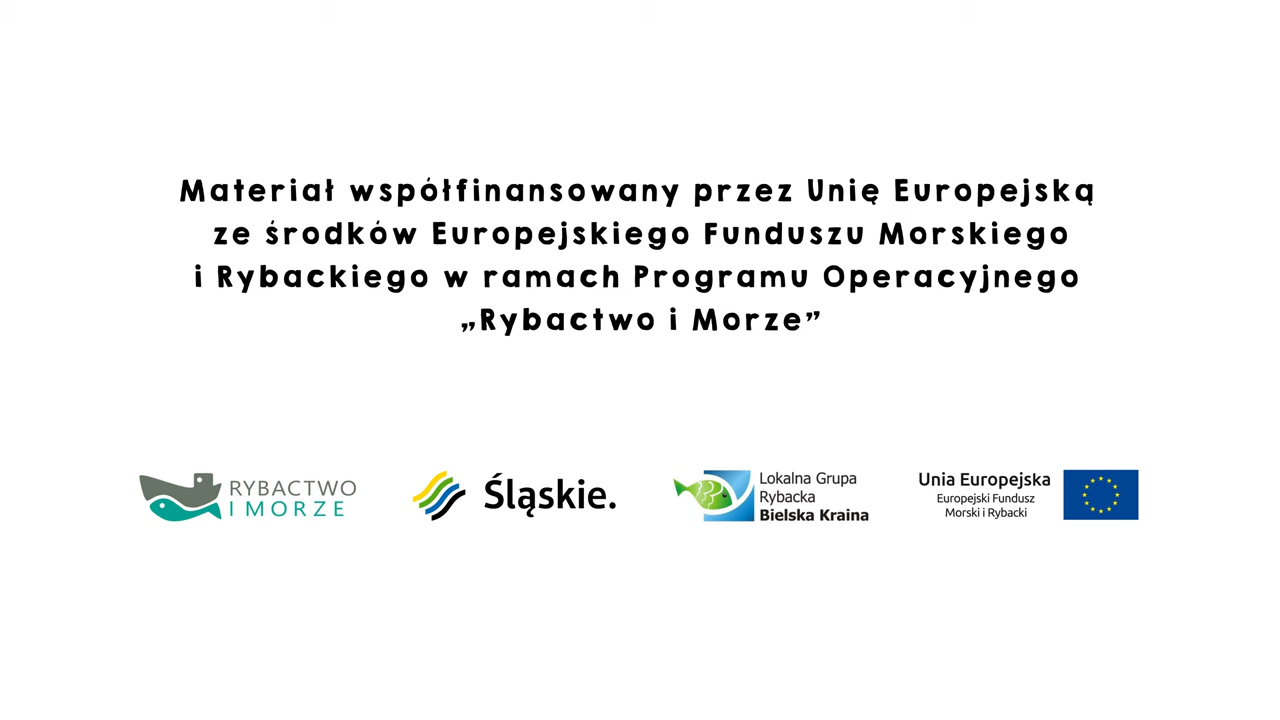 Materiał współfinansowany przez Unię Europejską
ze środków Europejskiego Funduszu Morskiego
i Rybackiego w ramach Programu Operacyjnego
„Rybactwo i Morze”
RYBACTWO
I MORZE
Śląskie.
Lokalna Grupa
Rybacka
Bielska Kraina
Unia Europejska
Europejski Fundusz
Morski i Rybacki